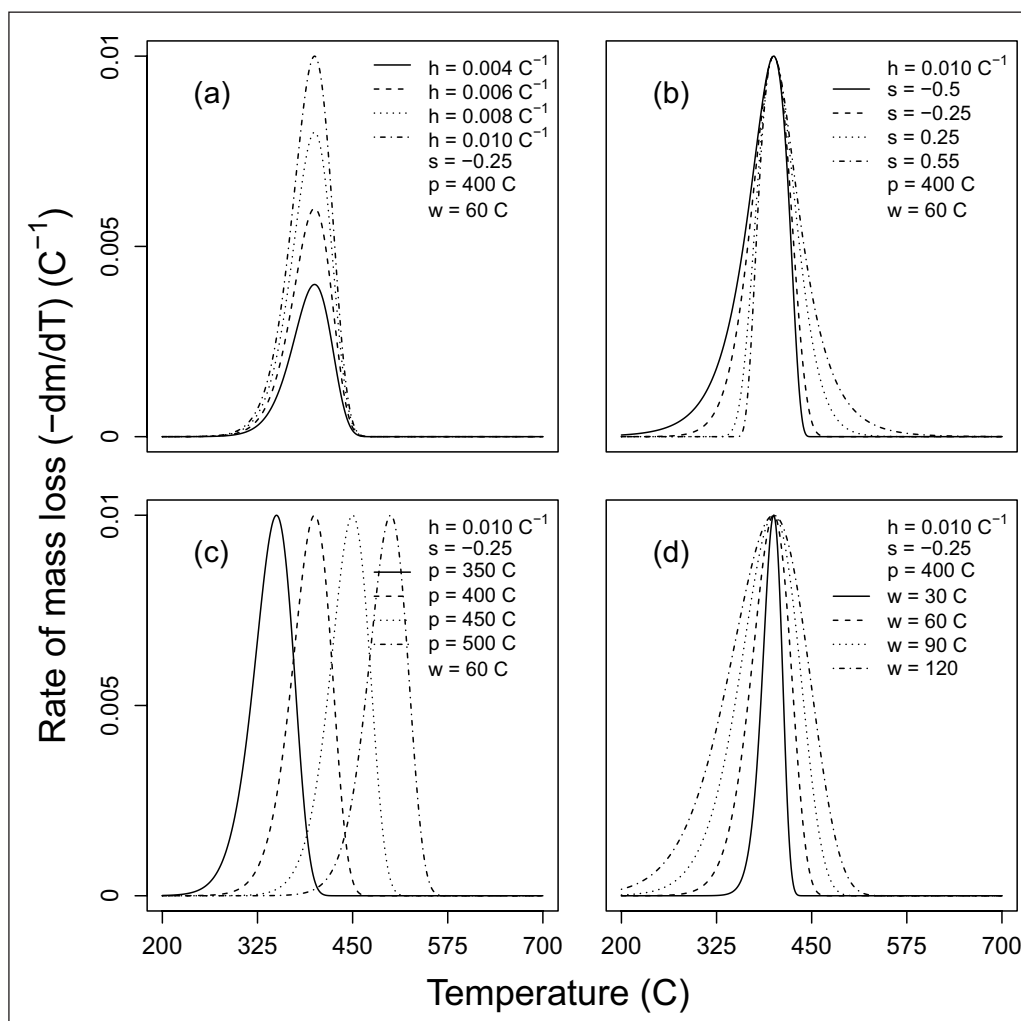 Rate of mass loss (−dm/dT) (C⁻¹)
0.01
0.005
0
(a)
h = 0.004 C⁻¹
h = 0.006 C⁻¹
h = 0.008 C⁻¹
h = 0.010 C⁻¹
s = −0.25
p = 400 C
w = 60 C
(b)
h = 0.010 C⁻¹
s = −0.5
s = −0.25
s = 0.25
s = 0.55
p = 400 C
w = 60 C
0.01
0.005
0
(c)
h = 0.010 C⁻¹
s = −0.25
p = 350 C
p = 400 C
p = 450 C
p = 500 C
w = 60 C
(d)
h = 0.010 C⁻¹
s = −0.25
p = 400 C
w = 30 C
w = 60 C
w = 90 C
w = 120
200 325 450 575 700
200 325 450 575 700
Temperature (C)